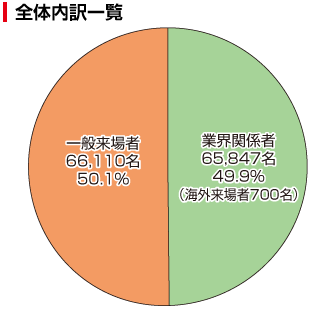 全体内訳一覧
一般来場者
66,110名
50.1%
業界関係者
65,847名
49.9%
（海外来場者700名）